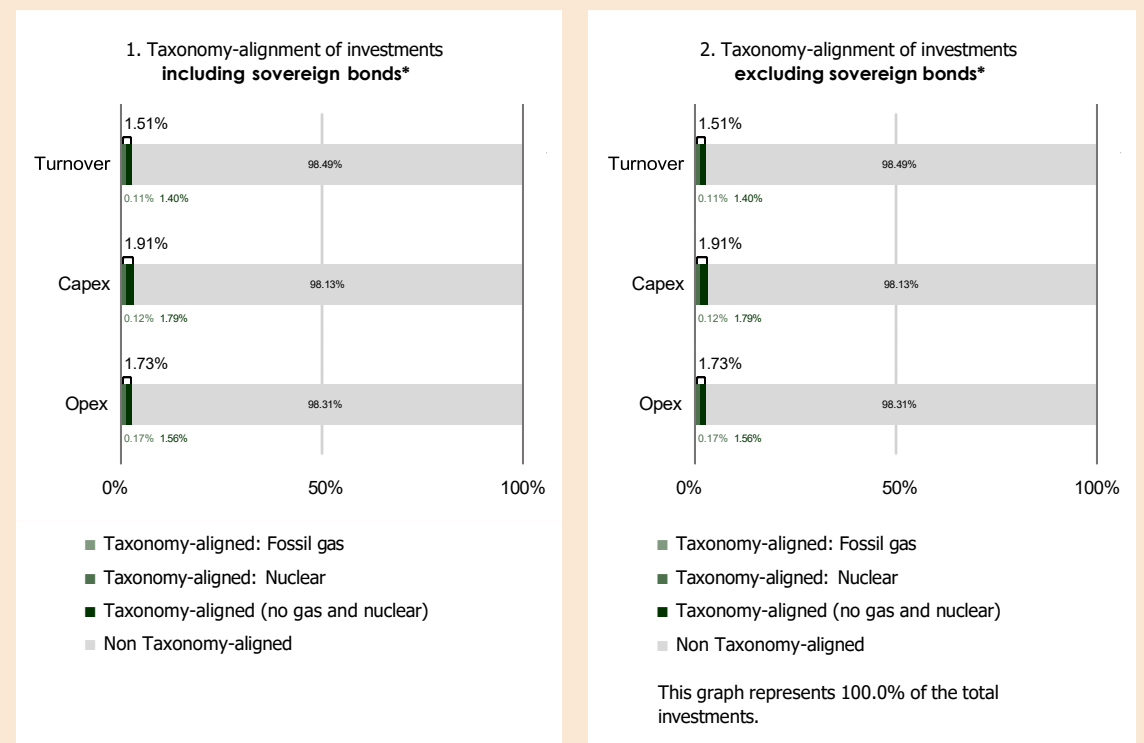 1. Taxonomy-alignment of investments
including sovereign bonds*
1.51%
Turnover
98.49%
0.11% 1.40%
1.91%
Capex
98.13%
0.12% 1.79%
1.73%
Opex
98.31%
0.17% 1.56%
0% 50% 100%
Taxonomy-aligned: Fossil gas
Taxonomy-aligned: Nuclear
Taxonomy-aligned (no gas and nuclear)
Non Taxonomy-aligned
2. Taxonomy-alignment of investments
excluding sovereign bonds*
1.51%
Turnover
98.49%
0.11% 1.40%
1.91%
Capex
98.13%
0.12% 1.79%
1.73%
Opex
98.31%
0.17% 1.56%
0% 50% 100%
Taxonomy-aligned: Fossil gas
Taxonomy-aligned: Nuclear
Taxonomy-aligned (no gas and nuclear)
Non Taxonomy-aligned
This graph represents 100.0% of the total
investments.